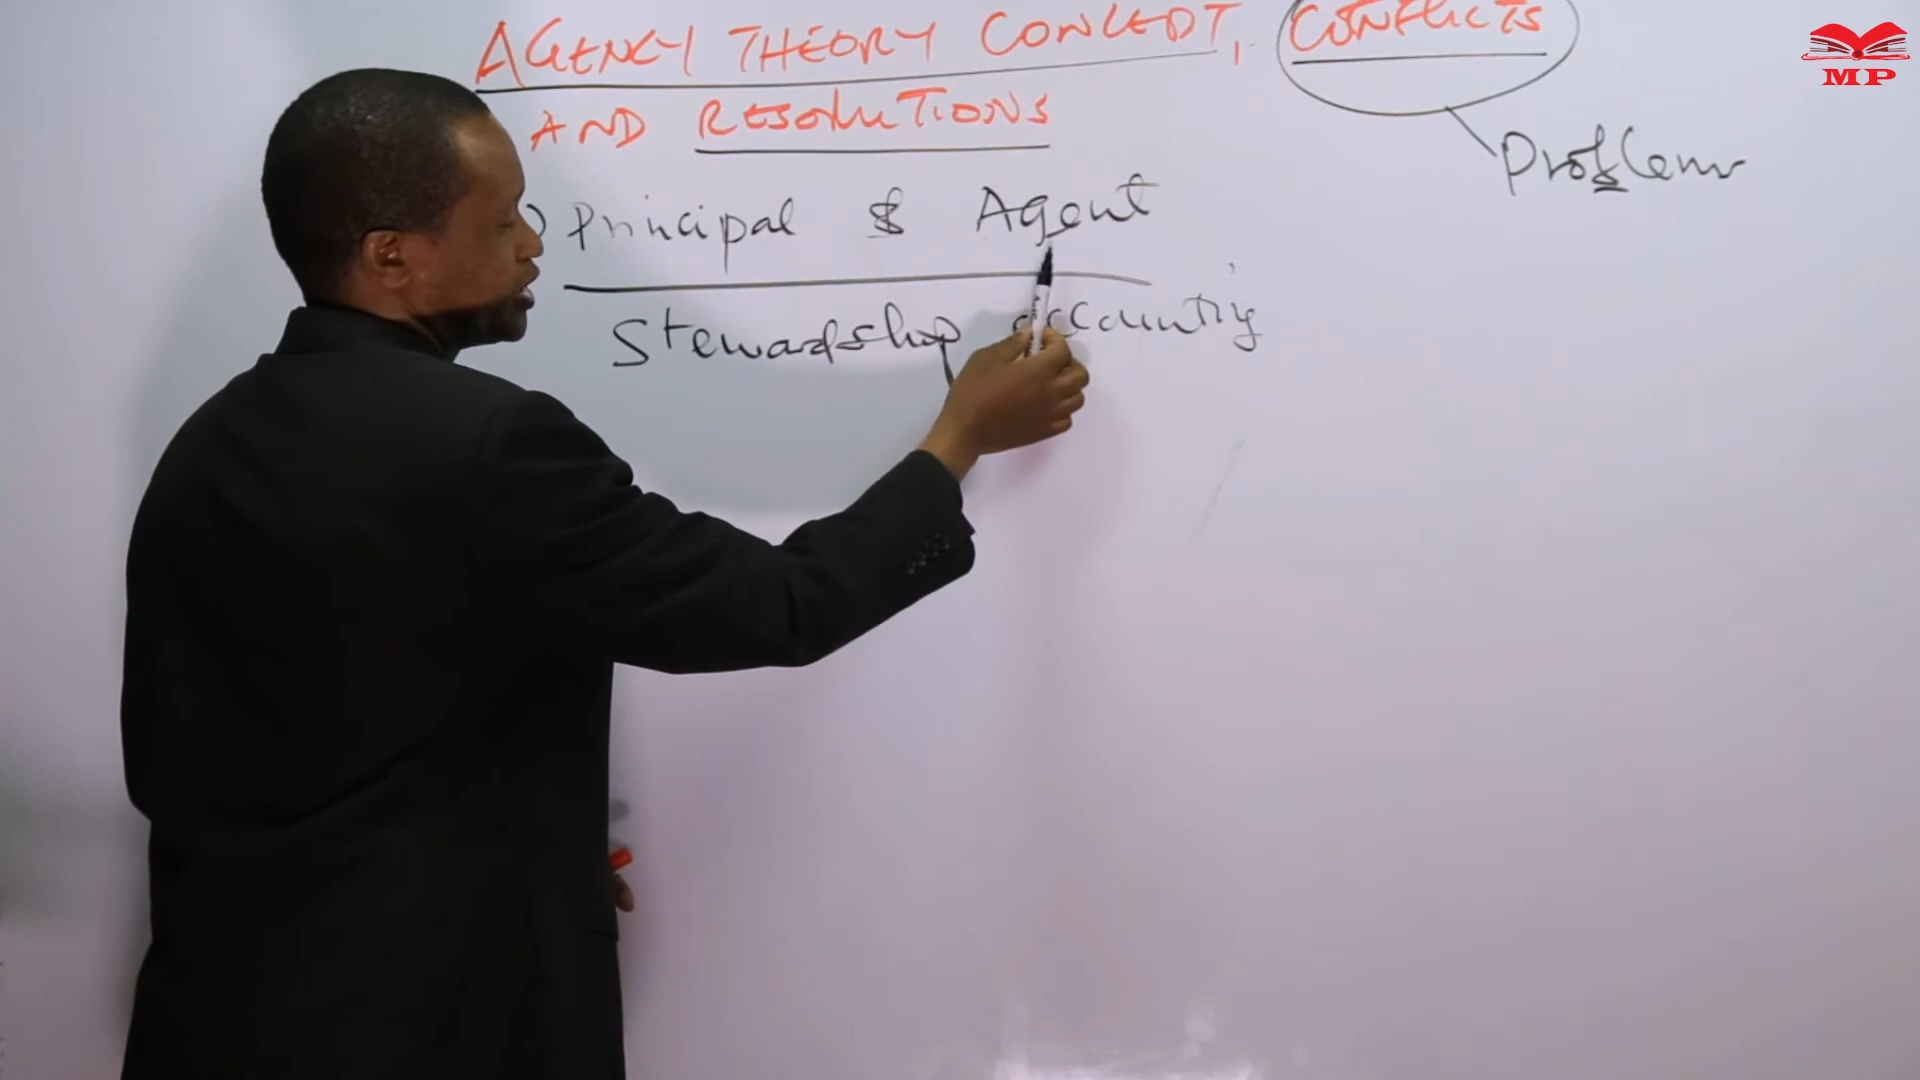 AGENCY THEORY CONCEPT, CONFLICTS
AND RESOLUTIONS
Problem
) Principal & Agent
Stewardship accounting
MP